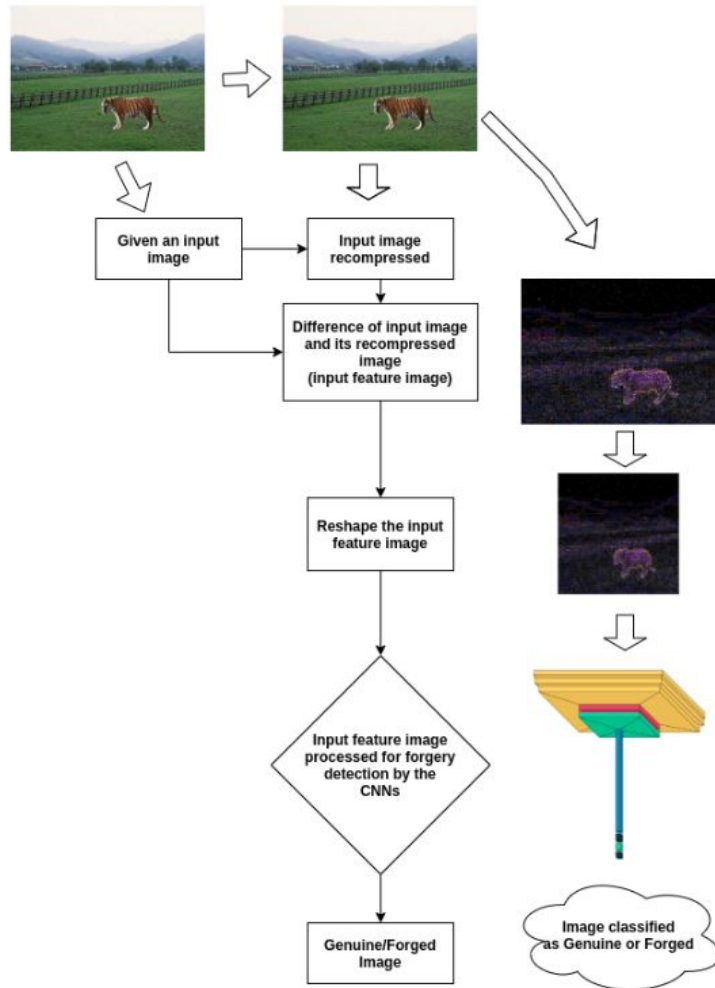 Given an input
image
Input image
recompressed
Difference of input image
and its recompressed
image
(input feature image)
Reshape the input
feature image
Input feature image
processed for forgery
detection by the
CNNs
Genuine/Forged
Image
Image classified
as Genuine or Forged